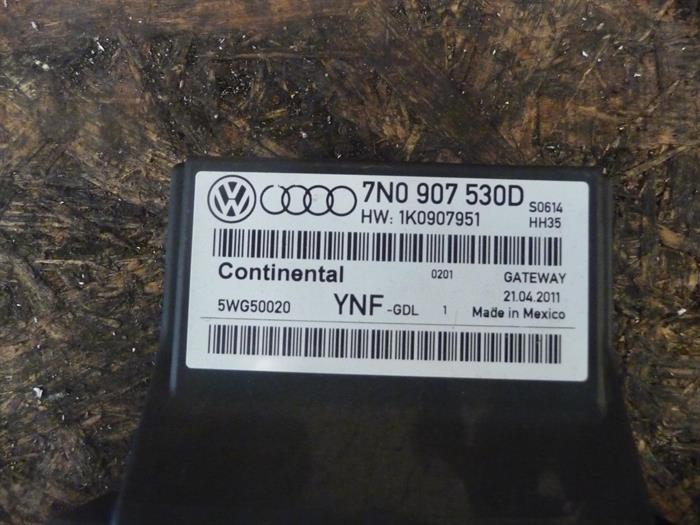 7N0 907 530D S0614
HW: 1K0907951 HH35
Continental 0201 GATEWAY
21.04.2011
5WG50020 YNF -GDL 1 Made in Mexico